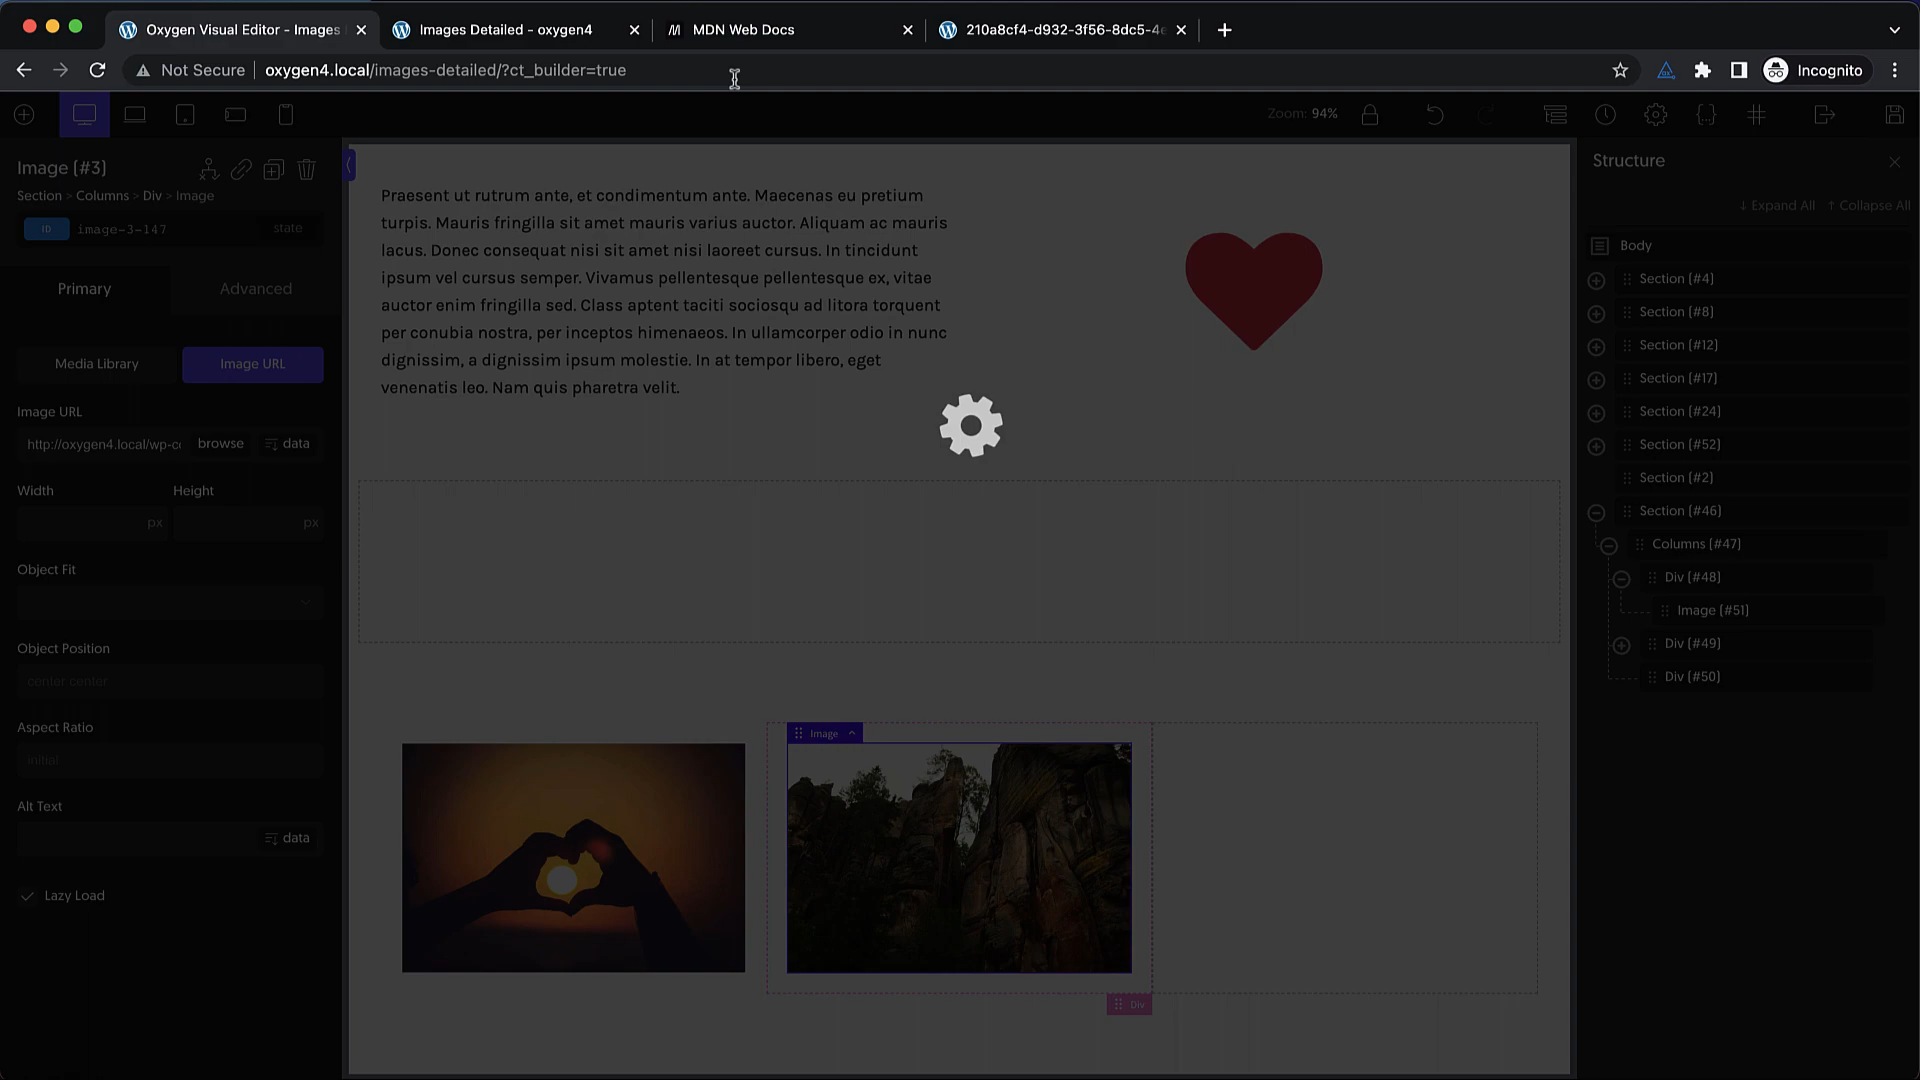 Oxygen Visual Editor - Images
Images Detailed - oxygen4
MDN Web Docs
210a8cf4-d932-3f56-8dc5-4
Not Secure
oxygen4.local/images-detailed/?ct_builder=true
Incognito
Zoom: 94%
Image (#3)
Section > Columns > Div > Image
ID
image-3-147
state
Primary
Advanced
Media Library
Image URL
Image URL
http://oxygen4.local/wp-cc
browse
data
Width
Height
px
px
Object Fit
Object Position
center center
Aspect Ratio
initial
Alt Text
data
Lazy Load
Praesent ut rutrum ante, et condimentum ante. Maecenas eu pretium
turpis. Mauris fringilla sit amet mauris varius auctor. Aliquam ac mauris
lacus. Donec consequat nisi sit amet nisi laoreet cursus. In tincidunt
ipsum vel cursus semper. Vivamus pellentesque pellentesque ex, vitae
auctor enim fringilla sed. Class aptent taciti sociosqu ad litora torquent
per conubia nostra, per inceptos himenaeos. In ullamcorper odio in nunc
dignissim, a dignissim ipsum molestie. In at tempor libero, eget
venenatis leo. Nam quis pharetra velit.
Image
Div
Structure
Expand All
Collapse All
Body
Section (#4)
Section (#8)
Section (#12)
Section (#17)
Section (#24)
Section (#52)
Section (#2)
Section (#46)
Columns (#47)
Div (#48)
Image (#51)
Div (#49)
Div (#50)